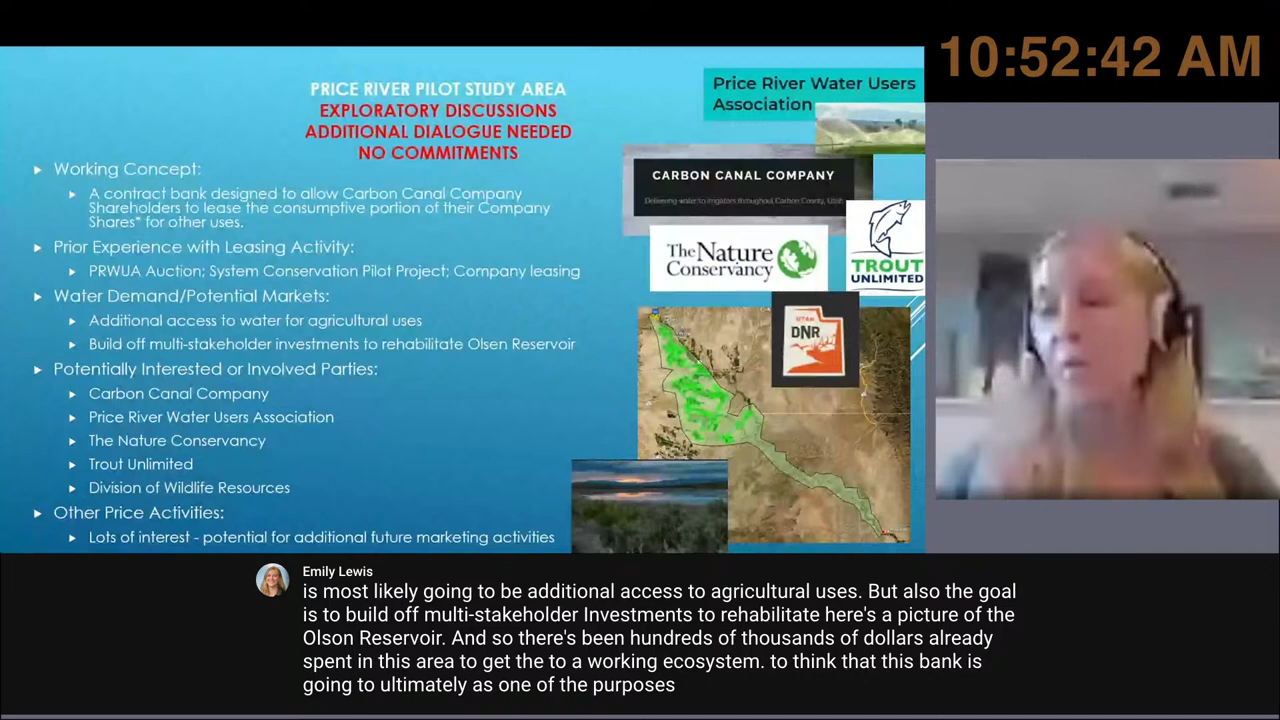 10:52:42 AM
PRICE RIVER PILOT STUDY AREA
EXPLORATORY DISCUSSIONS
ADDITIONAL DIALOGUE NEEDED
NO COMMITMENTS
Working Concept:
A contract bank designed to allow Carbon Canal Company
Shareholders to lease the consumptive portion of their Company
Shares* for other uses.
Prior Experience with Leasing Activity:
PRWUA Auction; System Conservation Pilot Project; Company leasing
Water Demand/Potential Markets:
Additional access to water for agricultural uses
Build off multi-stakeholder investments to rehabilitate Olsen Reservoir
Potentially Interested or Involved Parties:
Carbon Canal Company
Price River Water Users Association
The Nature Conservancy
Trout Unlimited
Division of Wildlife Resources
Other Price Activities:
Lots of interest - potential for additional future marketing activities
Price River Water Users
Association
CARBON CANAL COMPANY
Delivering water to irrigators throughout Carbon County, Utah
The Nature
Conservancy
TROUT
UNLIMITED
UTAH
DNR
Emily Lewis
is most likely going to be additional access to agricultural uses. But also the goal
is to build off multi-stakeholder Investments to rehabilitate here's a picture of the
Olson Reservoir. And so there's been hundreds of thousands of dollars already
spent in this area to get the to a working ecosystem. to think that this bank is
going to ultimately as one of the purposes